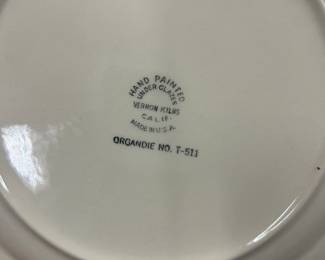 HAND PAINTED
UNDER GLAZE
VERNON KILNS
CALIF.
MADE IN U.S.A.
ORGANDIE NO. T-511